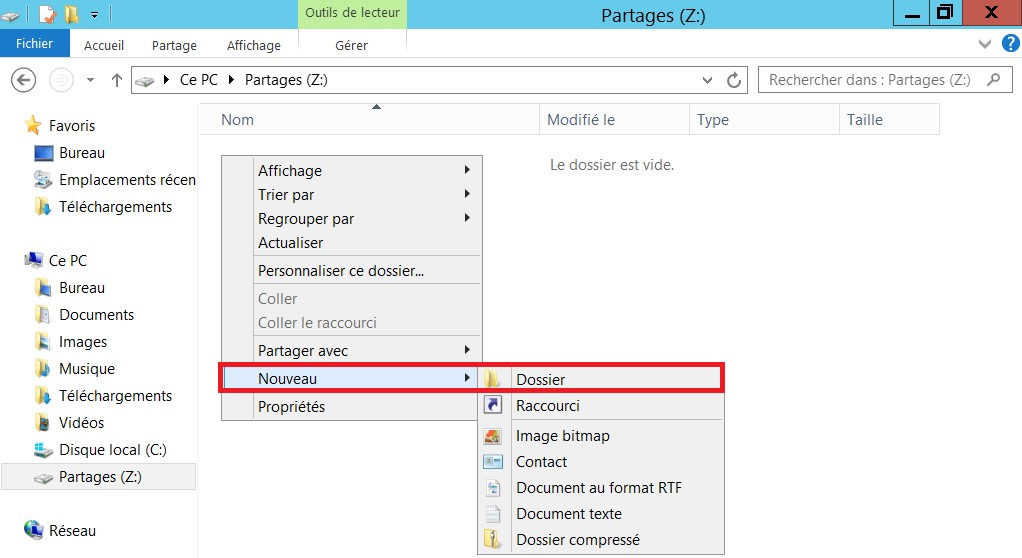 Outils de lecteur
Partages (Z:)
Fichier
Accueil
Partage
Affichage
Gérer
Ce PC
Partages (Z:)
Rechercher dans : Partages (Z:)
Nom
Modifié le
Type
Taille
Le dossier est vide.
Favoris
Bureau
Emplacements récen
Téléchargements
Ce PC
Bureau
Documents
Images
Musique
Téléchargements
Vidéos
Disque local (C:)
Partages (Z:)
Réseau
Affichage
Trier par
Regrouper par
Actualiser
Personnaliser ce dossier...
Coller
Coller le raccourci
Partager avec
Nouveau
Propriétés
Dossier
Raccourci
Image bitmap
Contact
Document au format RTF
Document texte
Dossier compressé